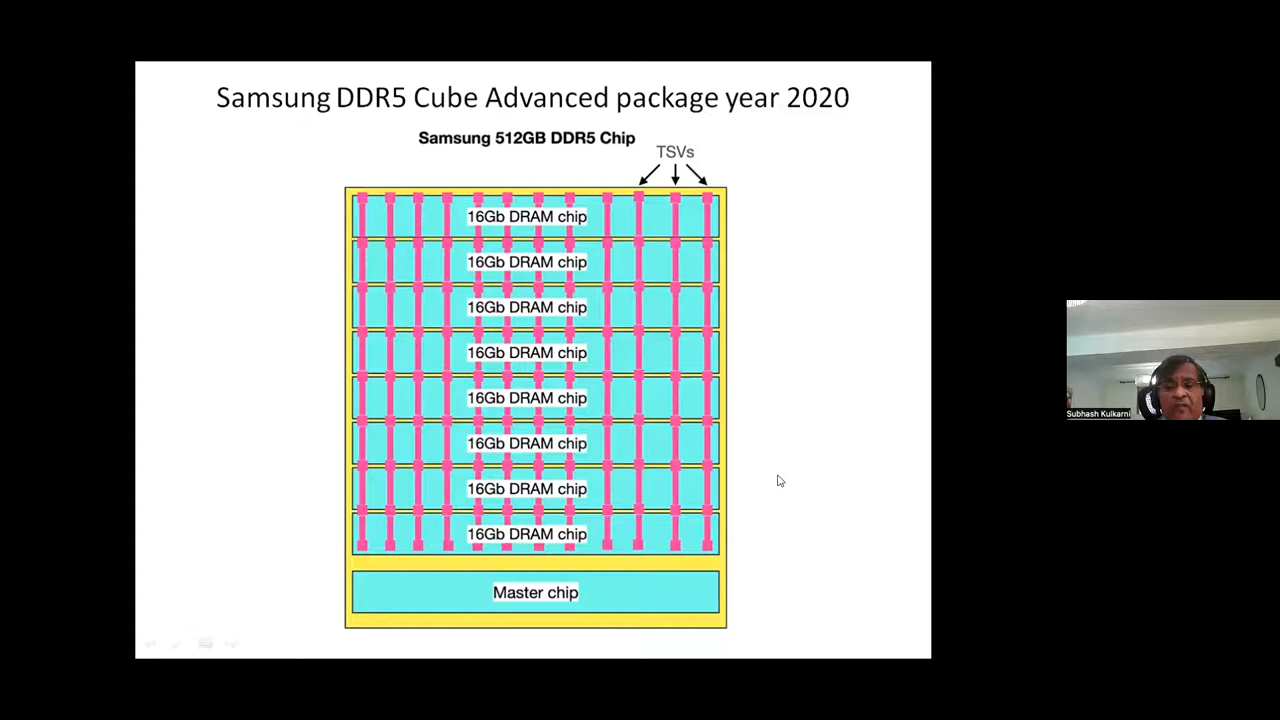 Samsung DDR5 Cube Advanced package year 2020
Samsung 512GB DDR5 Chip
TSVs
16Gb DRAM chip
16Gb DRAM chip
16Gb DRAM chip
16Gb DRAM chip
16Gb DRAM chip
16Gb DRAM chip
16Gb DRAM chip
16Gb DRAM chip
Master chip
Subhash Kulkarni